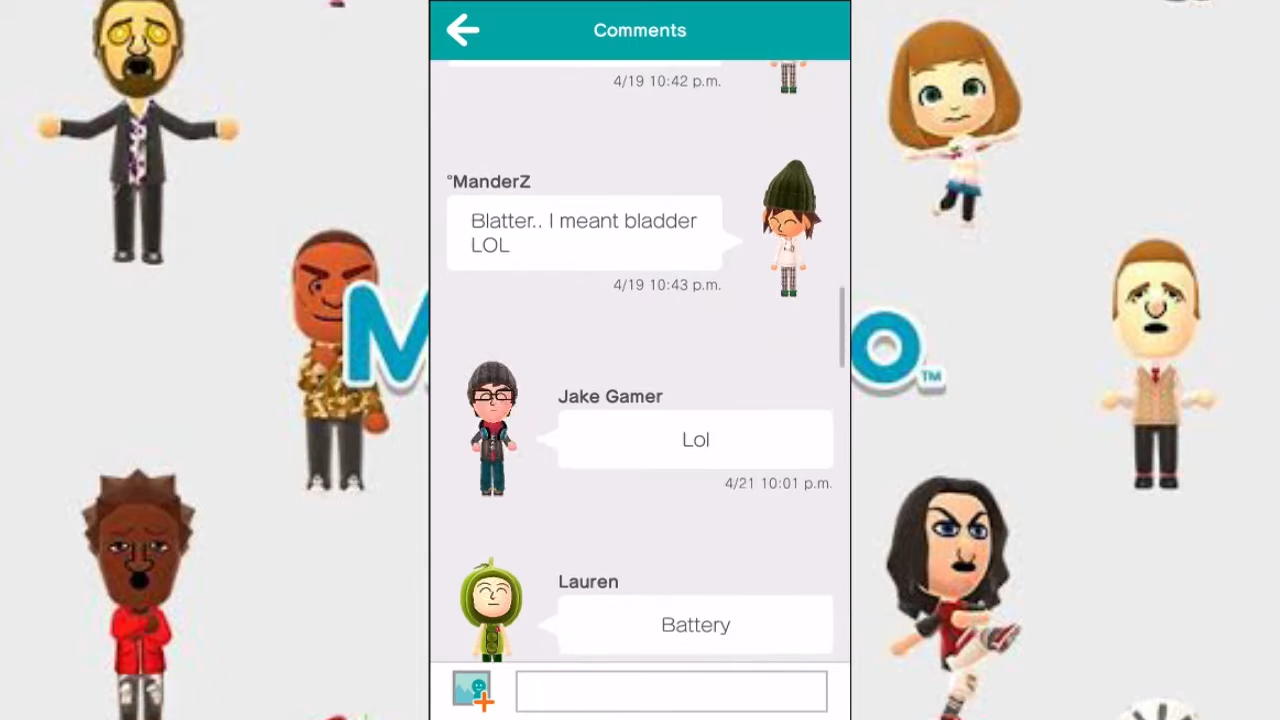 Comments
4/19 10:42 p.m.
°ManderZ
Blatter.. I meant bladder
LOL
4/19 10:43 p.m.
M
O
TM
Jake Gamer
Lol
4/21 10:01 p.m.
Lauren
Battery